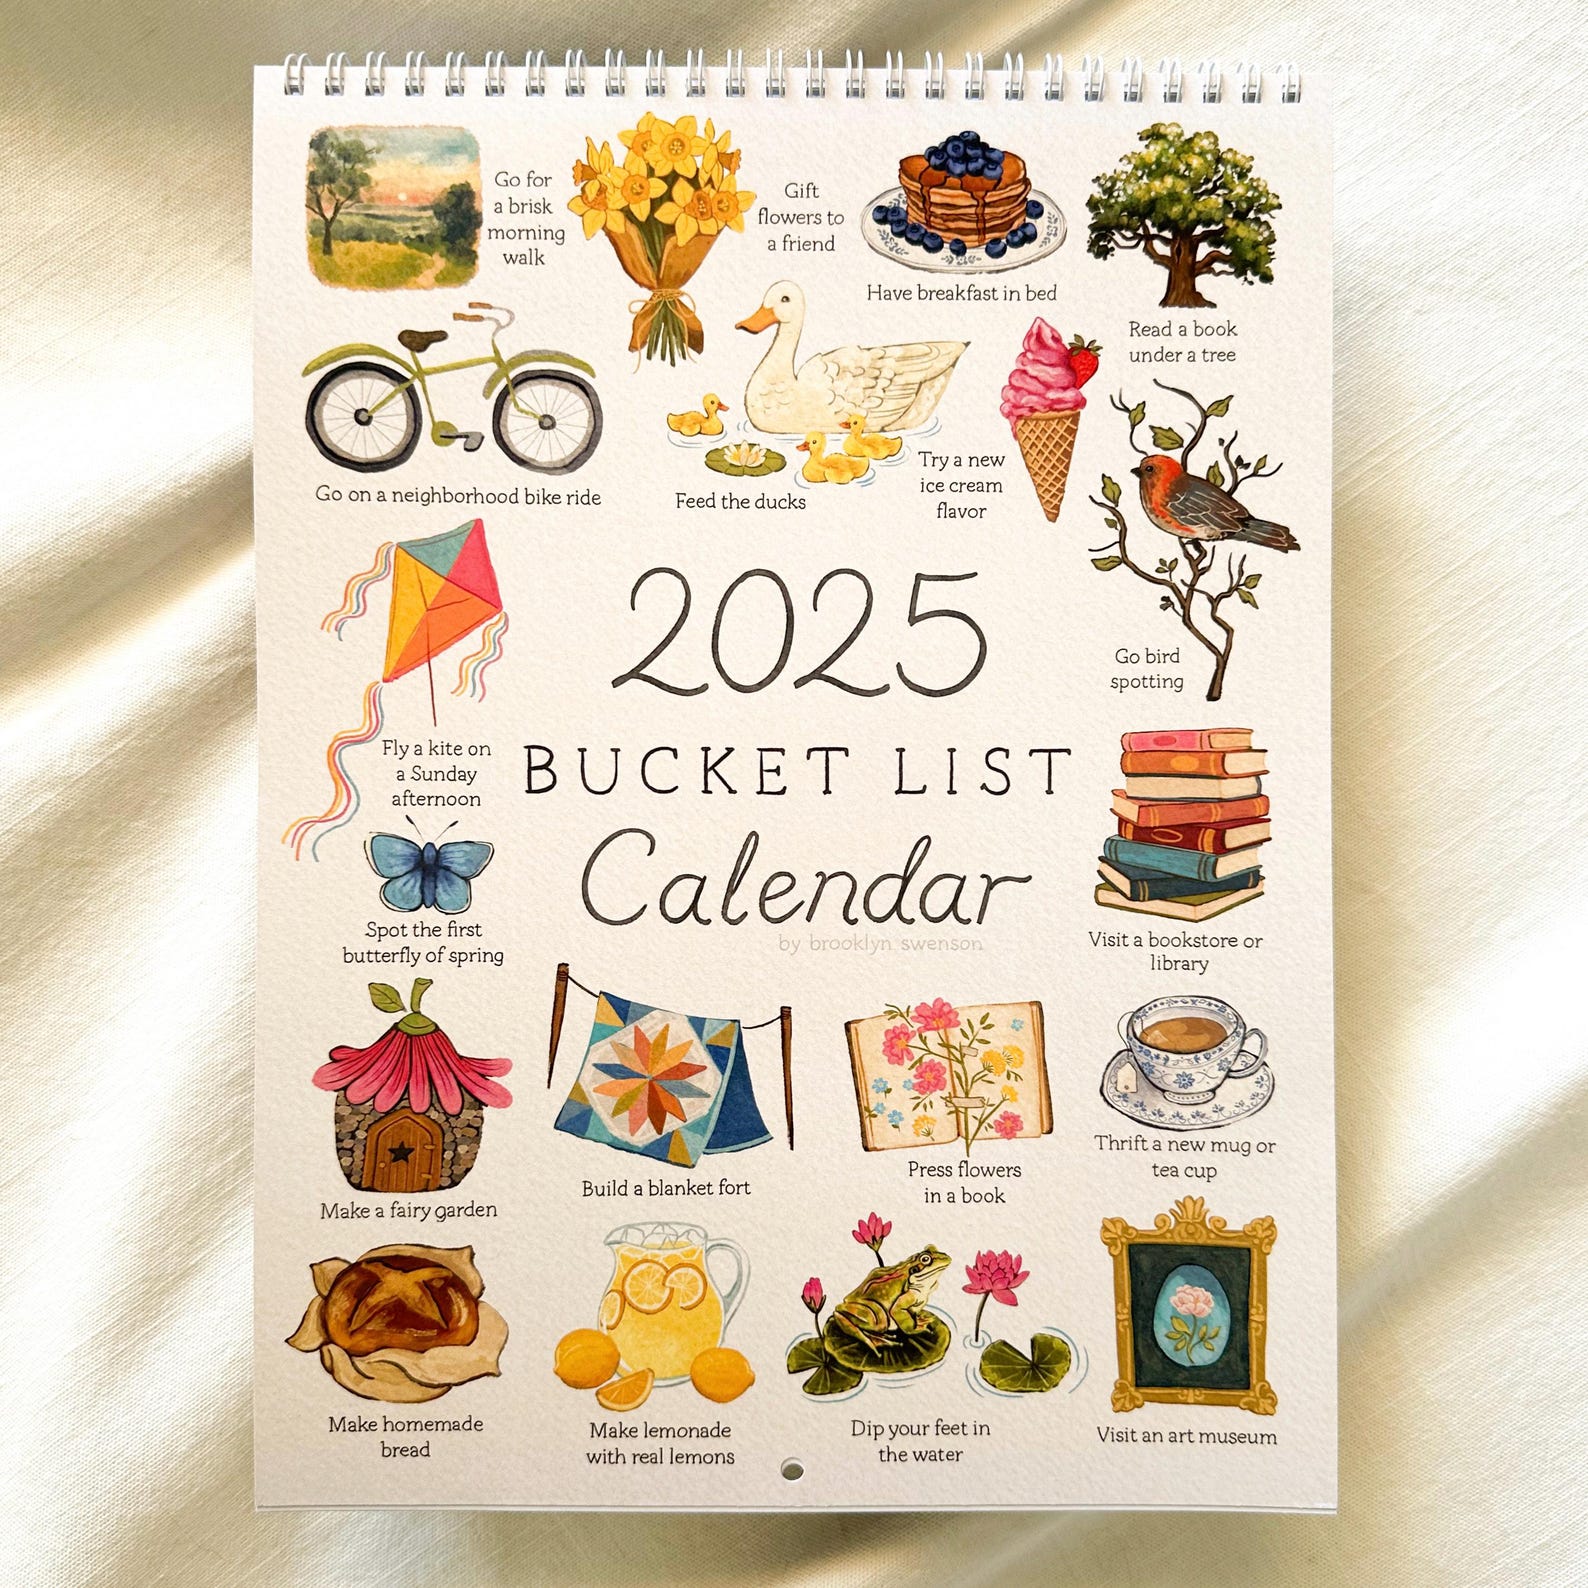 Go for
a brisk
morning
walk
Gift
flowers to
a friend
Have breakfast in bed
Read a book
under a tree
Go on a neighborhood bike ride
Feed the ducks
Try a new
ice cream
flavor
Go bird
spotting
2025
BUCKET LIST
Calendar
by brooklyn swenson
Fly a kite on
a Sunday
afternoon
Spot the first
butterfly of spring
Visit a bookstore or
library
Make a fairy garden
Build a blanket fort
Press flowers
in a book
Thrift a new mug or
tea cup
Make homemade
bread
Make lemonade
with real lemons
Dip your feet in
the water
Visit an art museum